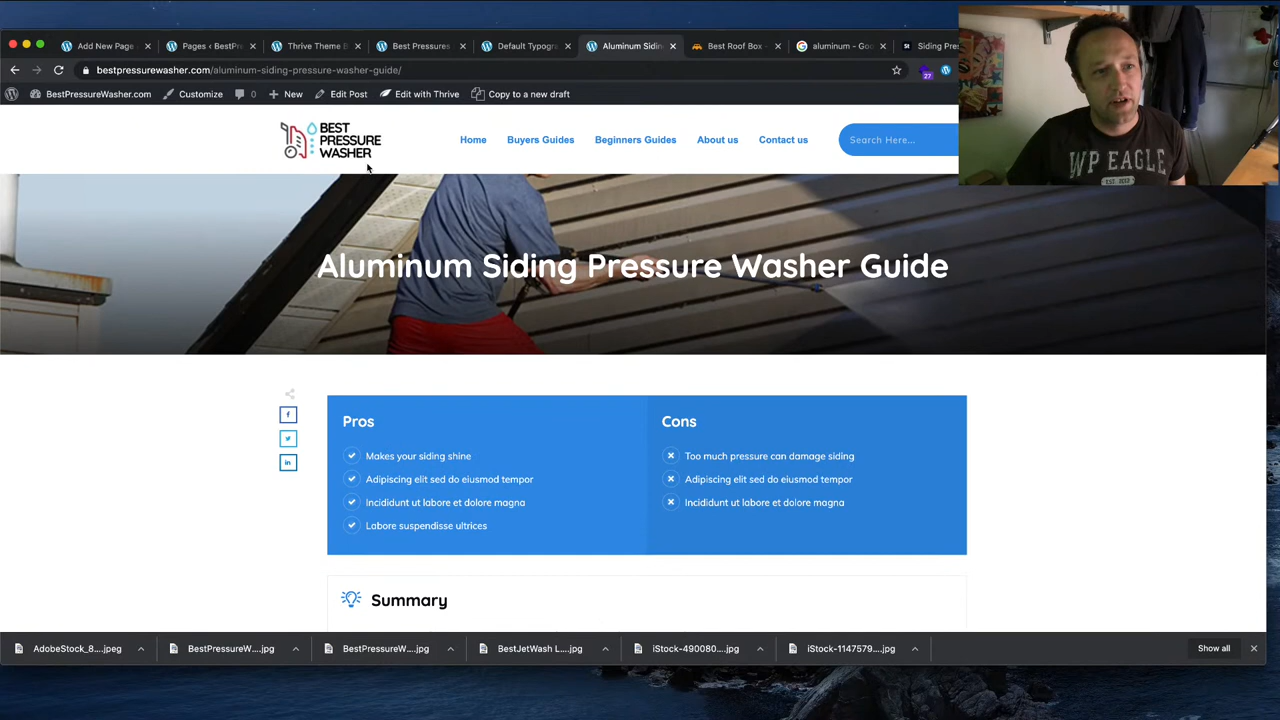 Add New Page
Pages < BestPr
Thrive Theme B
Best Pressures
Default Typogr
Aluminum Sidin
Best Roof Box -
aluminum - Goo
Siding Pres
bestpressurewasher.com/aluminum-siding-pressure-washer-guide/
27
BestPressureWasher.com
Customize
0
New
Edit Post
Edit with Thrive
Copy to a new draft
BEST
PRESSURE
WASHER
Home
Buyers Guides
Beginners Guides
About us
Contact us
Search Here...
WP EAGLE
EST 2012
Aluminum Siding Pressure Washer Guide
Pros
Makes your siding shine
Adipiscing elit sed do eiusmod tempor
Incididunt ut labore et dolore magna
Labore suspendisse ultrices
Cons
Too much pressure can damage siding
Adipiscing elit sed do eiusmod tempor
Incididunt ut labore et dolore magna
Summary
AdobeStock_8....jpeg
BestPressureW....jpg
BestPressureW....jpg
BestJetWash L....jpg
iStock-490080....jpg
iStock-1147579....jpg
Show all